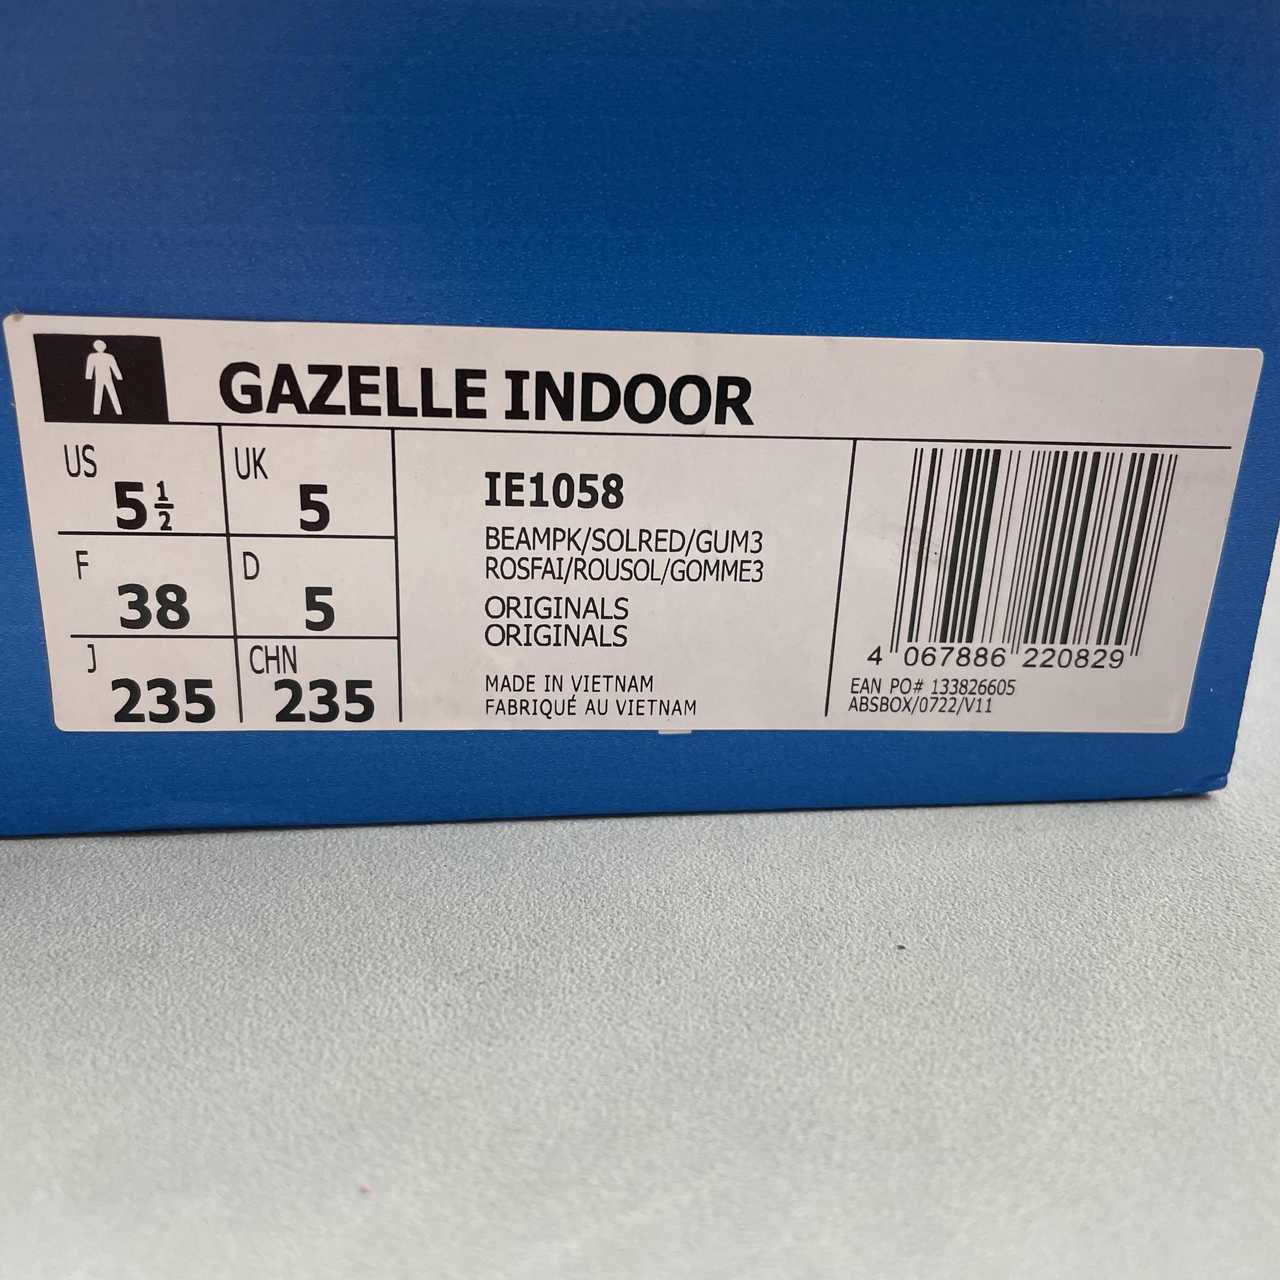 GAZELLE INDOOR
US
5 1/2
UK
5
F
38
D
5
J
235
CHN
235
IE1058
BEAMPK/SOLRED/GUM3
ROSFAI/ROUSOL/GOMME3
ORIGINALS
ORIGINALS
MADE IN VIETNAM
FABRIQUÉ AU VIETNAM
4 067886 220829
EAN PO# 133826605
ABSBOX/0722/V11